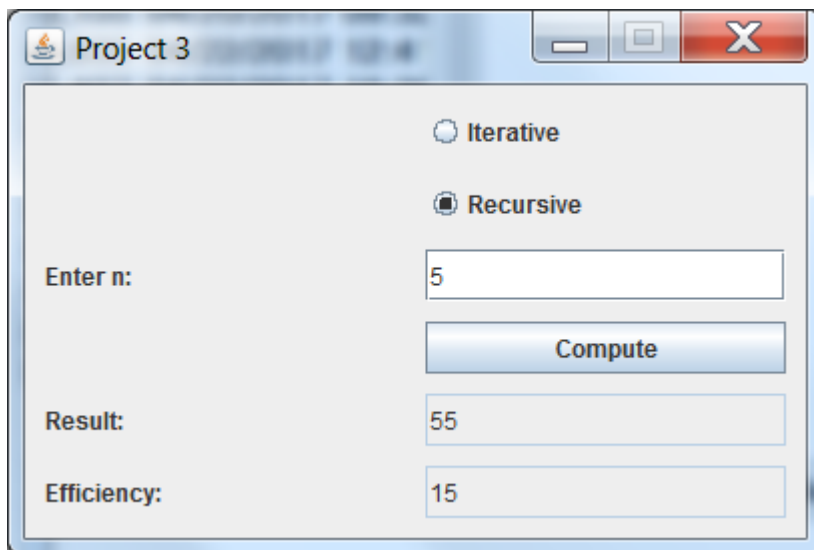 Project 3
Iterative
Recursive
Enter n: 5
Compute
Result: 55
Efficiency: 15